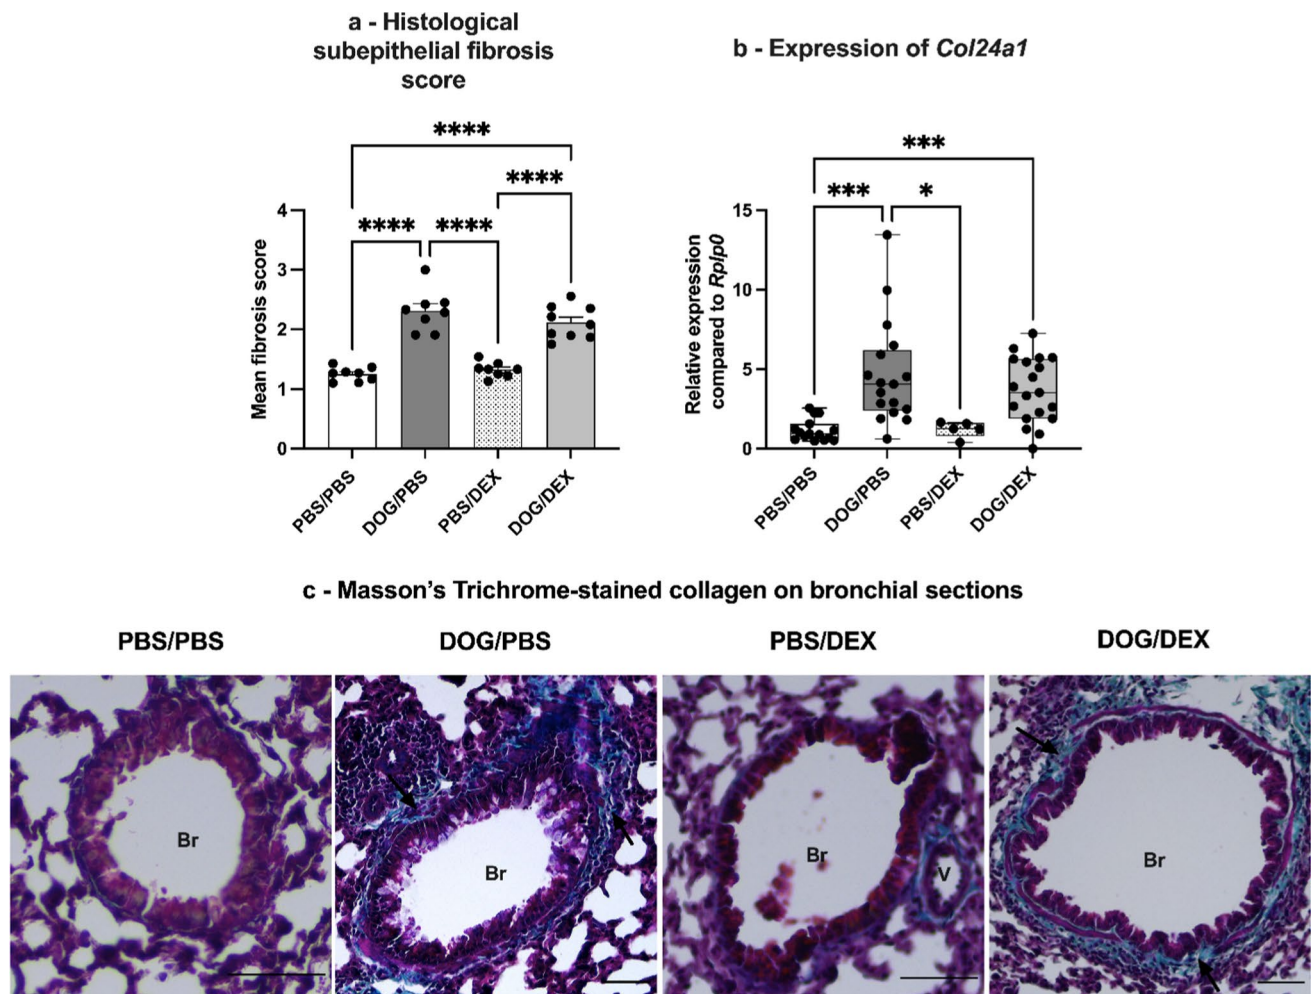 a - Histological
subepithelial fibrosis
score
****
****
**** ****
Mean fibrosis score
4
3
2
1
0
PBS/PBS
DOG/PBS
PBS/DEX
DOG/DEX
b - Expression of Col24a1
***
*** *
Relative expression
compared to Rplp0
15
10
5
0
PBS/PBS
DOG/PBS
PBS/DEX
DOG/DEX
c - Masson’s Trichrome-stained collagen on bronchial sections
PBS/PBS
DOG/PBS
PBS/DEX
DOG/DEX
Br
Br
Br
V
Br